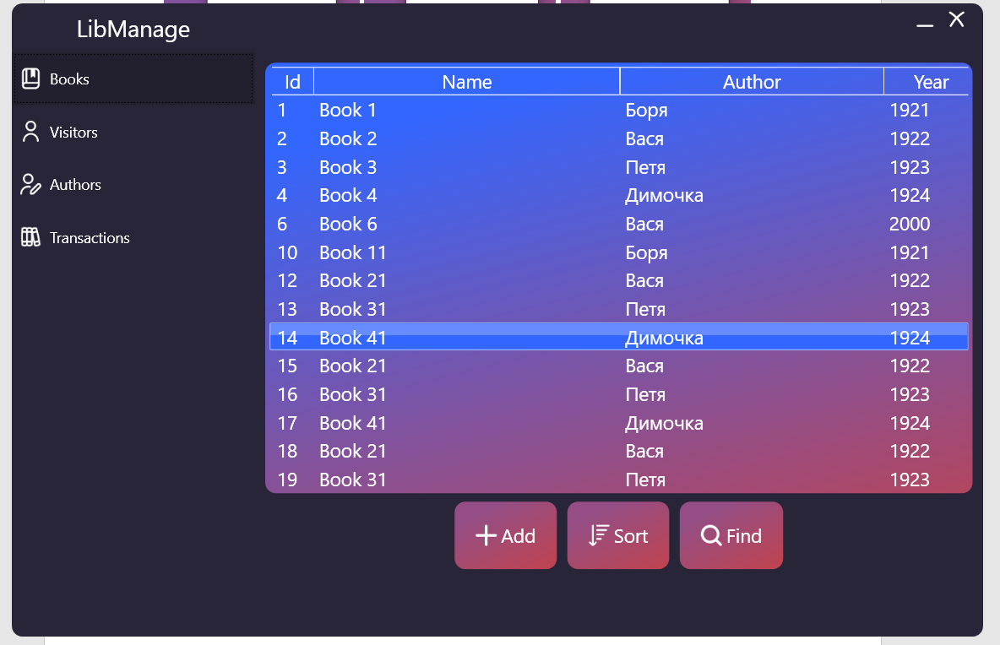 LibManage
Books
Visitors
Authors
Transactions
Id Name Author Year
1 Book 1 Боря 1921
2 Book 2 Вася 1922
3 Book 3 Петя 1923
4 Book 4 Димочка 1924
6 Book 6 Вася 2000
10 Book 11 Боря 1921
12 Book 21 Вася 1922
13 Book 31 Петя 1923
14 Book 41 Димочка 1924
15 Book 21 Вася 1922
16 Book 31 Петя 1923
17 Book 41 Димочка 1924
18 Book 21 Вася 1922
19 Book 31 Петя 1923
Add Sort Find